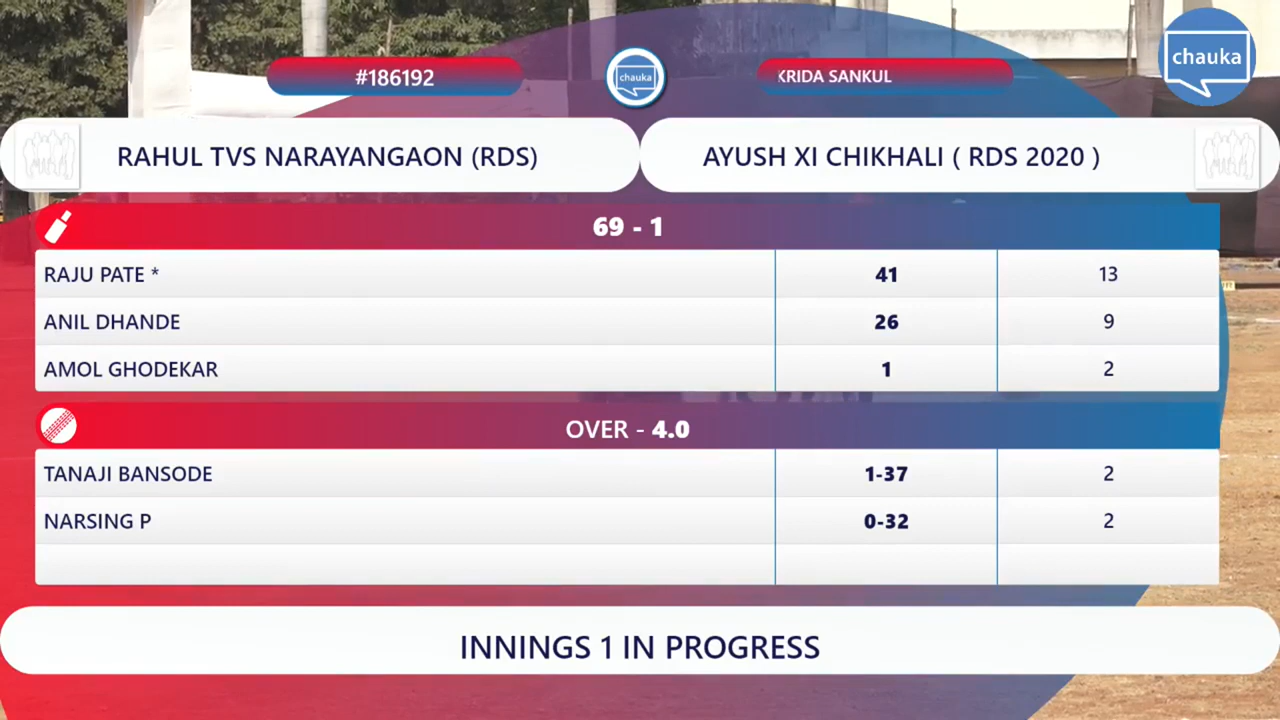 #186192
chauka
KRIDA SANKUL
chauka
RAHUL TVS NARAYANGAON (RDS)
AYUSH XI CHIKHALI ( RDS 2020 )
69 - 1
RAJU PATE * 41 13
ANIL DHANDE 26 9
AMOL GHODEKAR 1 2
OVER - 4.0
TANAJI BANSODE 1-37 2
NARSING P 0-32 2
INNINGS 1 IN PROGRESS